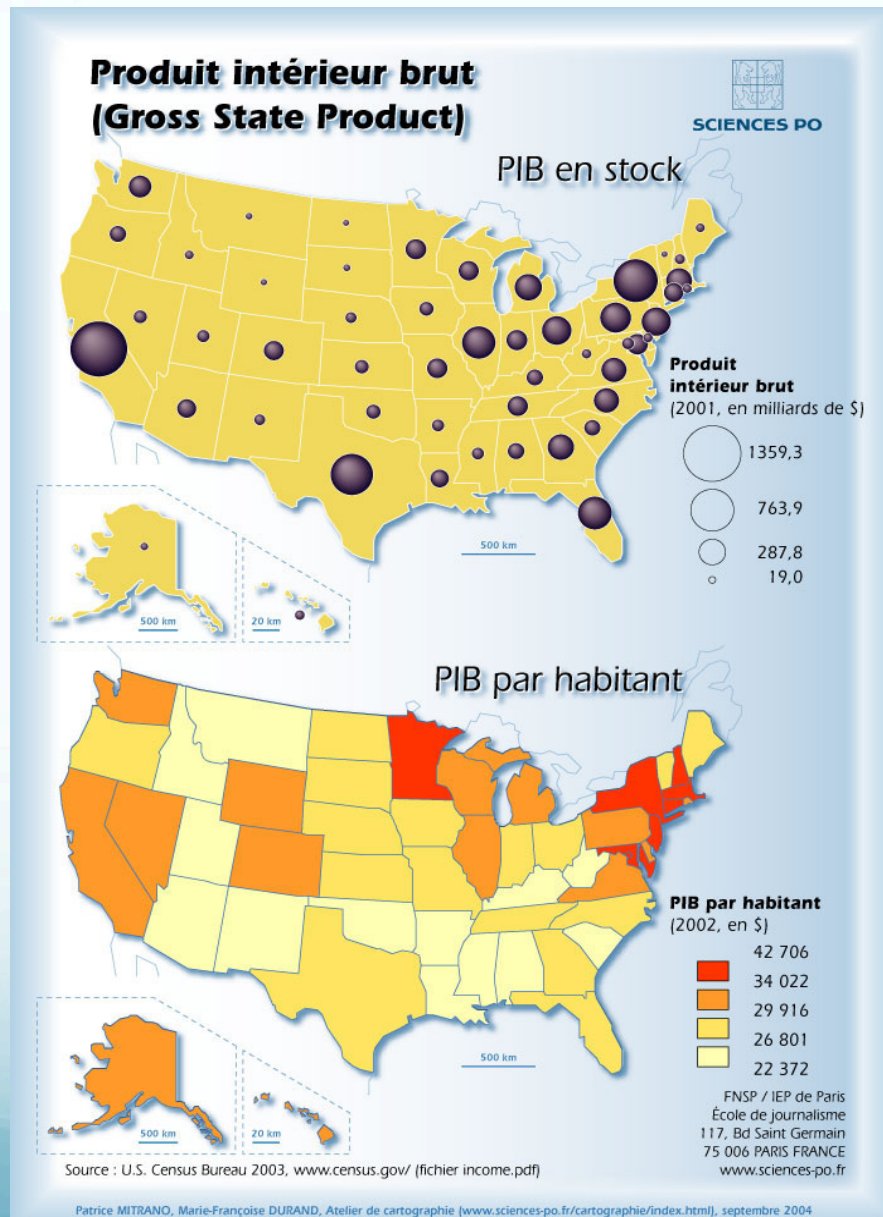 Produit intérieur brut
(Gross State Product)
SCIENCES PO
PIB en stock
Produit
intérieur brut
(2001, en milliards de $)
1359,3
763,9
287,8
19,0
500 km
500 km
20 km
PIB par habitant
PIB par habitant
(2002, en $)
42 706
34 022
29 916
26 801
22 372
500 km
500 km
20 km
FNSP / IEP de Paris
École de journalisme
117, Bd Saint Germain
75 006 PARIS FRANCE
www.sciences-po.fr
Source : U.S. Census Bureau 2003, www.census.gov/ (fichier income.pdf)
Patrice MITRANO, Marie-Françoise DURAND, Atelier de cartographie (www.sciences-po.fr/cartographie/index.html), septembre 2004